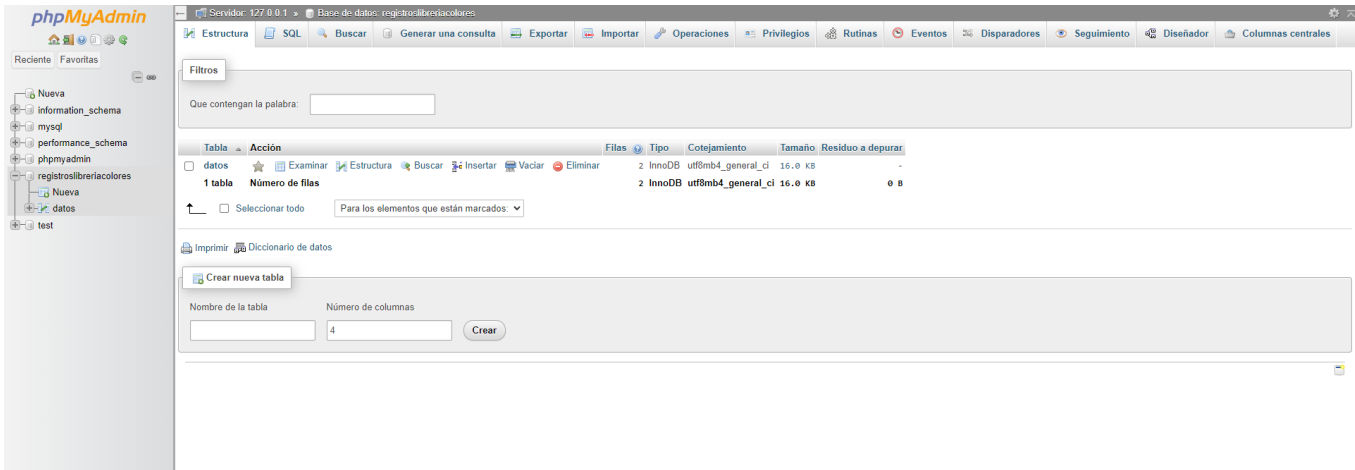 phpMyAdmin
Reciente Favoritas
Nueva
information_schema
mysql
performance_schema
phpmyadmin
registroslibreriacolores
Nueva
datos
test
Servidor: 127.0.0.1 » Base de datos: registroslibreriacolores
Estructura SQL Buscar Generar una consulta Exportar Importar Operaciones Privilegios Rutinas Eventos Disparadores Seguimiento Diseñador Columnas centrales
Filtros
Que contengan la palabra:
Tabla Acción Filas Tipo Cotejamiento Tamaño Residuo a depurar
datos Examinar Estructura Buscar Insertar Vaciar Eliminar 2 InnoDB utf8mb4_general_ci 16.0 KB -
1 tabla Número de filas 2 InnoDB utf8mb4_general_ci 16.0 KB 0 B
Seleccionar todo Para los elementos que están marcados:
Imprimir Diccionario de datos
Crear nueva tabla
Nombre de la tabla Número de columnas
4 Crear